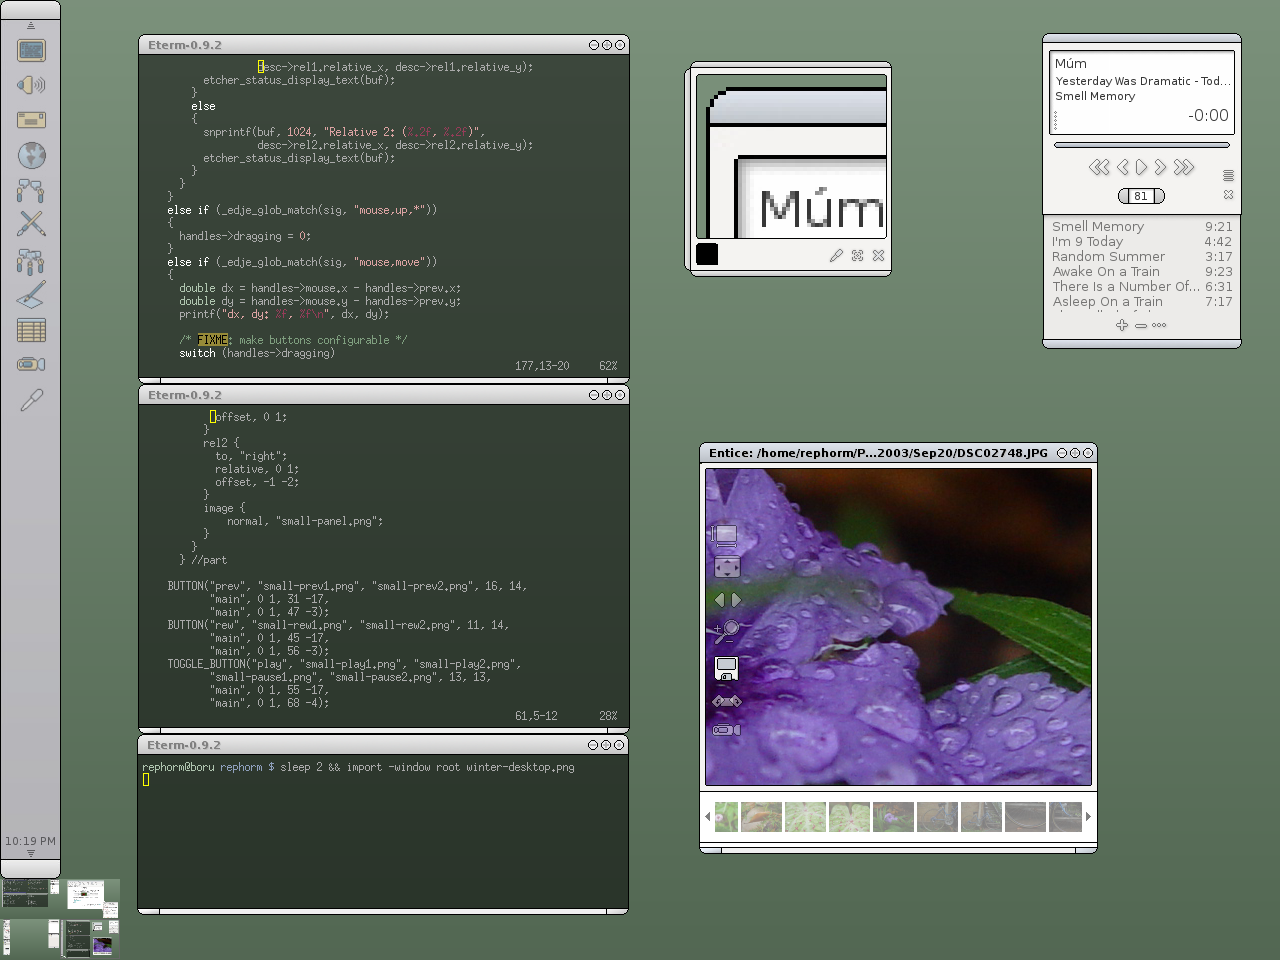 Eterm-0.9.2
desc->rel1.relative_x, desc->rel1.relative_y);
etcher_status_display_text(buf);
}
else
{
snprintf(buf, 1024, "Relative 2: (%.2f, %.2f)",
desc->rel2.relative_x, desc->rel2.relative_y);
etcher_status_display_text(buf);
}
}
}
else if (_edje_glob_match(sig, "mouse,up,*"))
{
handles->dragging = 0;
}
else if (_edje_glob_match(sig, "mouse,move"))
{
double dx = handles->mouse.x - handles->prev.x;
double dy = handles->mouse.y - handles->prev.y;
printf("dx, dy: %f, %f\n", dx, dy);
/* FIXME: make buttons configurable */
switch (handles->dragging)
177,13-20 62%
Eterm-0.9.2
offset, 0 1;
}
rel2 {
to, "right";
relative, 0 1;
offset, -1 -2;
}
image {
normal, "small-panel.png";
}
}
} //part
BUTTON("prev", "small-prev1.png", "small-prev2.png", 16, 14,
"main", 0 1, 31 -17,
"main", 0 1, 47 -3);
BUTTON("rew", "small-rew1.png", "small-rew2.png", 11, 14,
"main", 0 1, 45 -17,
"main", 0 1, 56 -3);
TOGGLE_BUTTON("play", "small-play1.png", "small-play2.png",
"small-pause1.png", "small-pause2.png", 13, 13,
"main", 0 1, 55 -17,
"main", 0 1, 68 -4);
61,5-12 28%
Eterm-0.9.2
rephorm@boru rephorm $ sleep 2 && import -window root winter-desktop.png
10:19 PM
Múm
Múm
Yesterday Was Dramatic - Tod...
Smell Memory
-0:00
81
Smell Memory 9:21
I'm 9 Today 4:42
Random Summer 3:17
Awake On a Train 9:23
There Is a Number Of... 6:31
Asleep On a Train 7:17
Entice: /home/rephorm/P...2003/Sep20/DSC02748.JPG